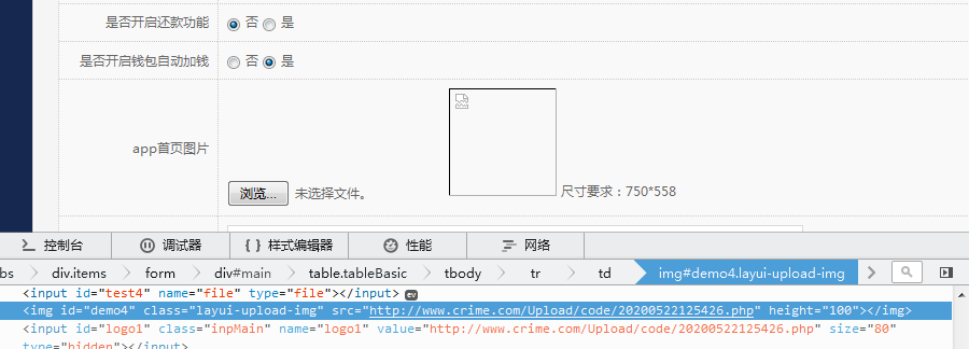 是否开启还款功能 否 是
是否开启钱包自动加钱 否 是
app首页图片
浏览... 未选择文件。 尺寸要求：750*558
控制台 调试器 { } 样式编辑器 性能 网络
bs div.items form div#main table.tableBasic tbody tr td img#demo4.layui-upload-img
<input id="test4" name="file" type="file"></input> ev
<img id="demo4" class="layui-upload-img" src="http://www.crime.com/Upload/code/20200522125426.php" height="100"></img>
<input id="logo1" class="inpMain" name="logo1" value="http://www.crime.com/Upload/code/20200522125426.php" size="80"
type="hidden"></input>